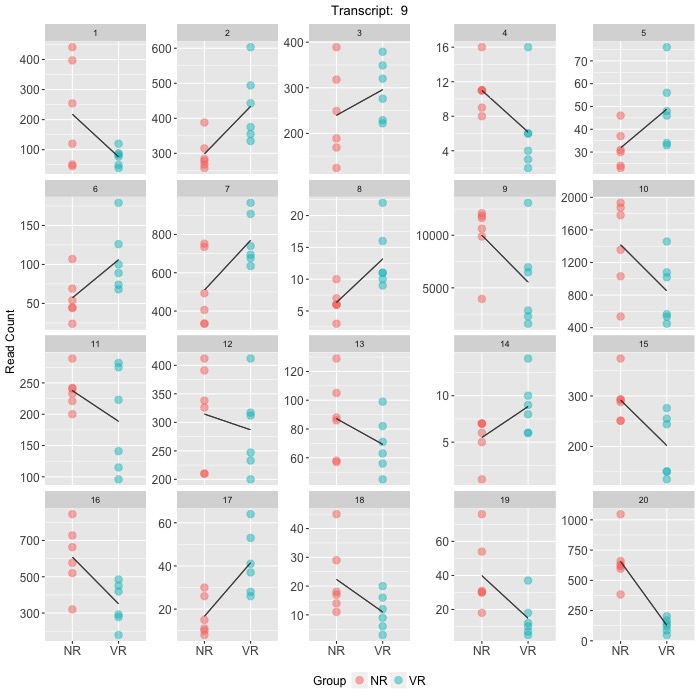 Transcript: 9
1 2 3 4 5
400 300 200 100
600 500 400 300
400 300 200
16 12 8 4
70 60 50 40 30
6 7 8 9 10
150 100 50
800 600 400
20 15 10 5
10000 5000
2000 1600 1200 800 400
Read Count
11 12 13 14 15
250 200 150 100
400 350 300 250 200
120 100 80 60
10 5
300 200
16 17 18 19 20
700 500 300
60 40 20
40 30 20 10
60 40 20
1000 750 500 250 0
NR VR NR VR NR VR NR VR NR VR
Group NR VR